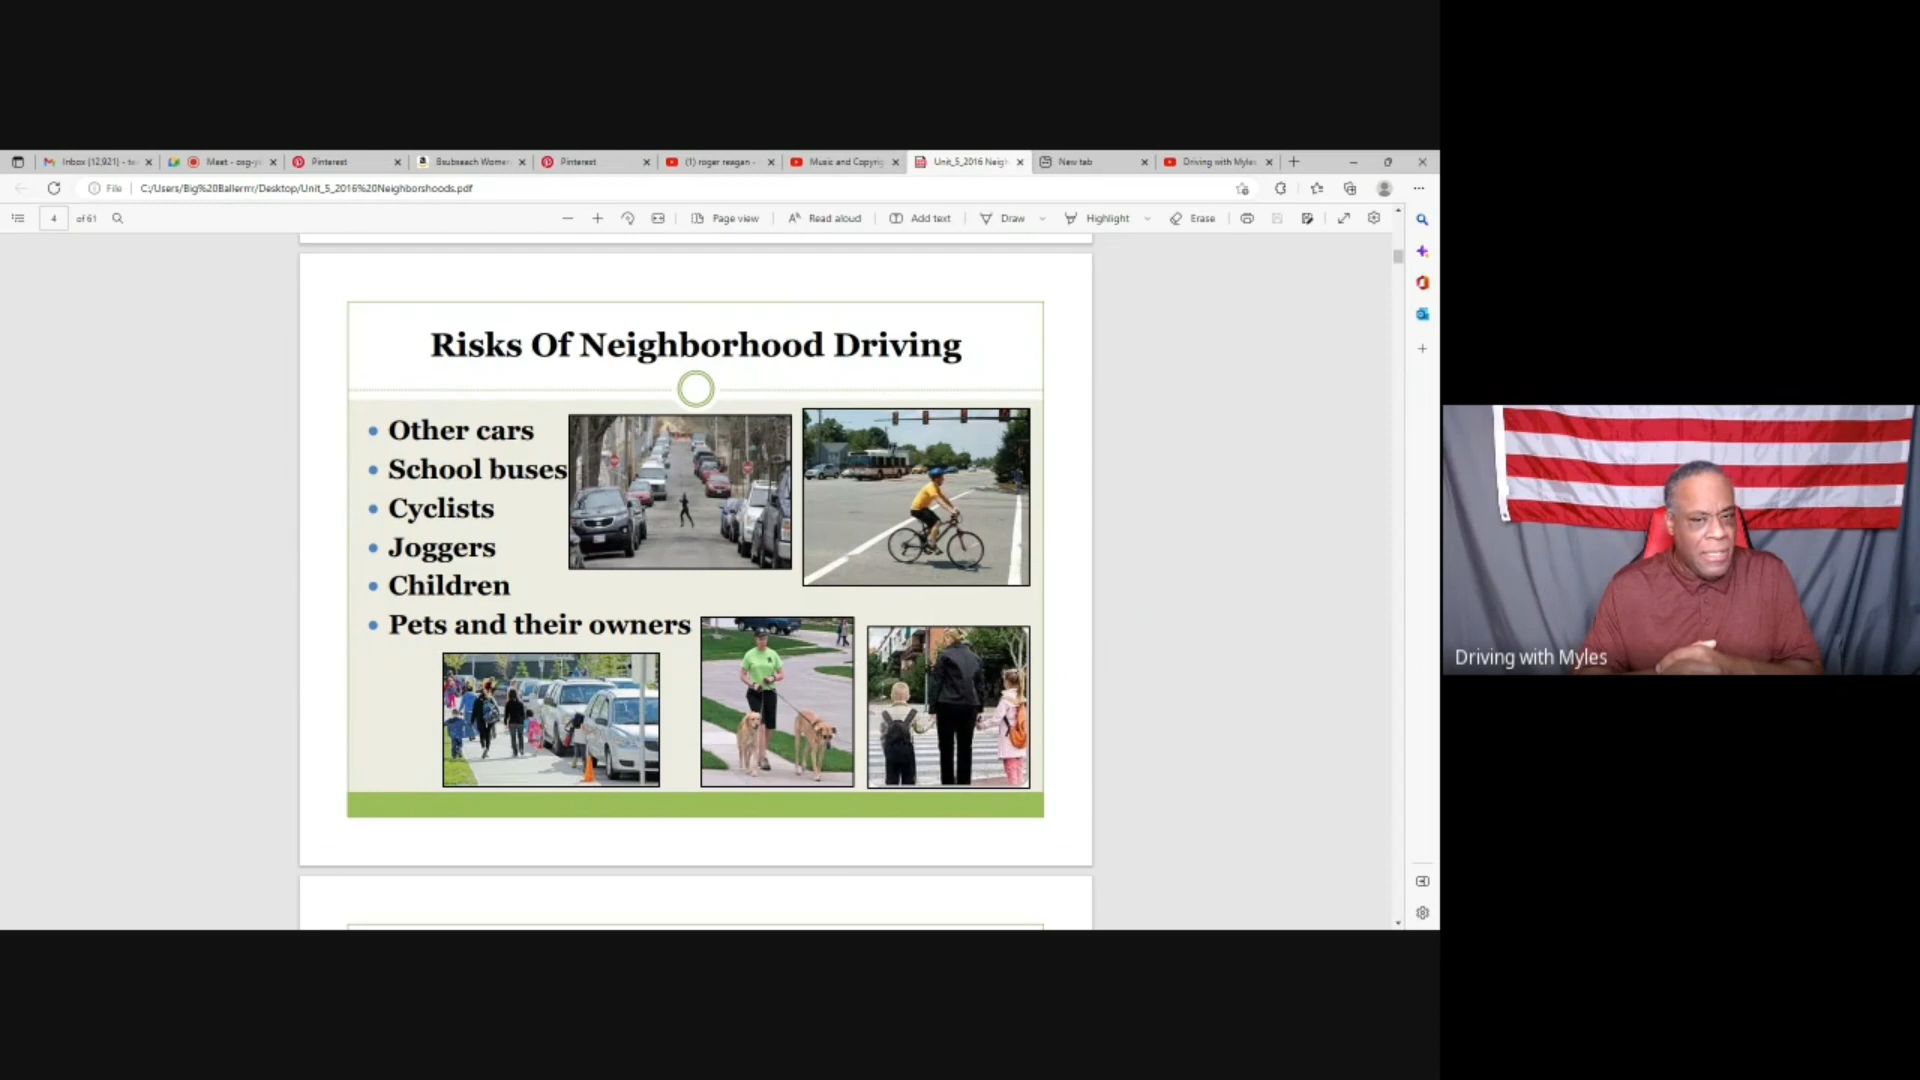 Inbox (12,921) - te
Meet - osg-y
Pinterest
Bsubseach Women
Pinterest
(1) roger reagan -
Music and Copyrig
Unit_5_2016 Neigh
New tab
Driving with Myles
File
C:/Users/Big%20Ballerrrr/Desktop/Unit_5_2016%20Neighborshoods.pdf
4 of 61
Page view
Read aloud
Add text
Draw
Highlight
Erase
Risks Of Neighborhood Driving
• Other cars
• School buses
• Cyclists
• Joggers
• Children
• Pets and their owners
Driving with Myles